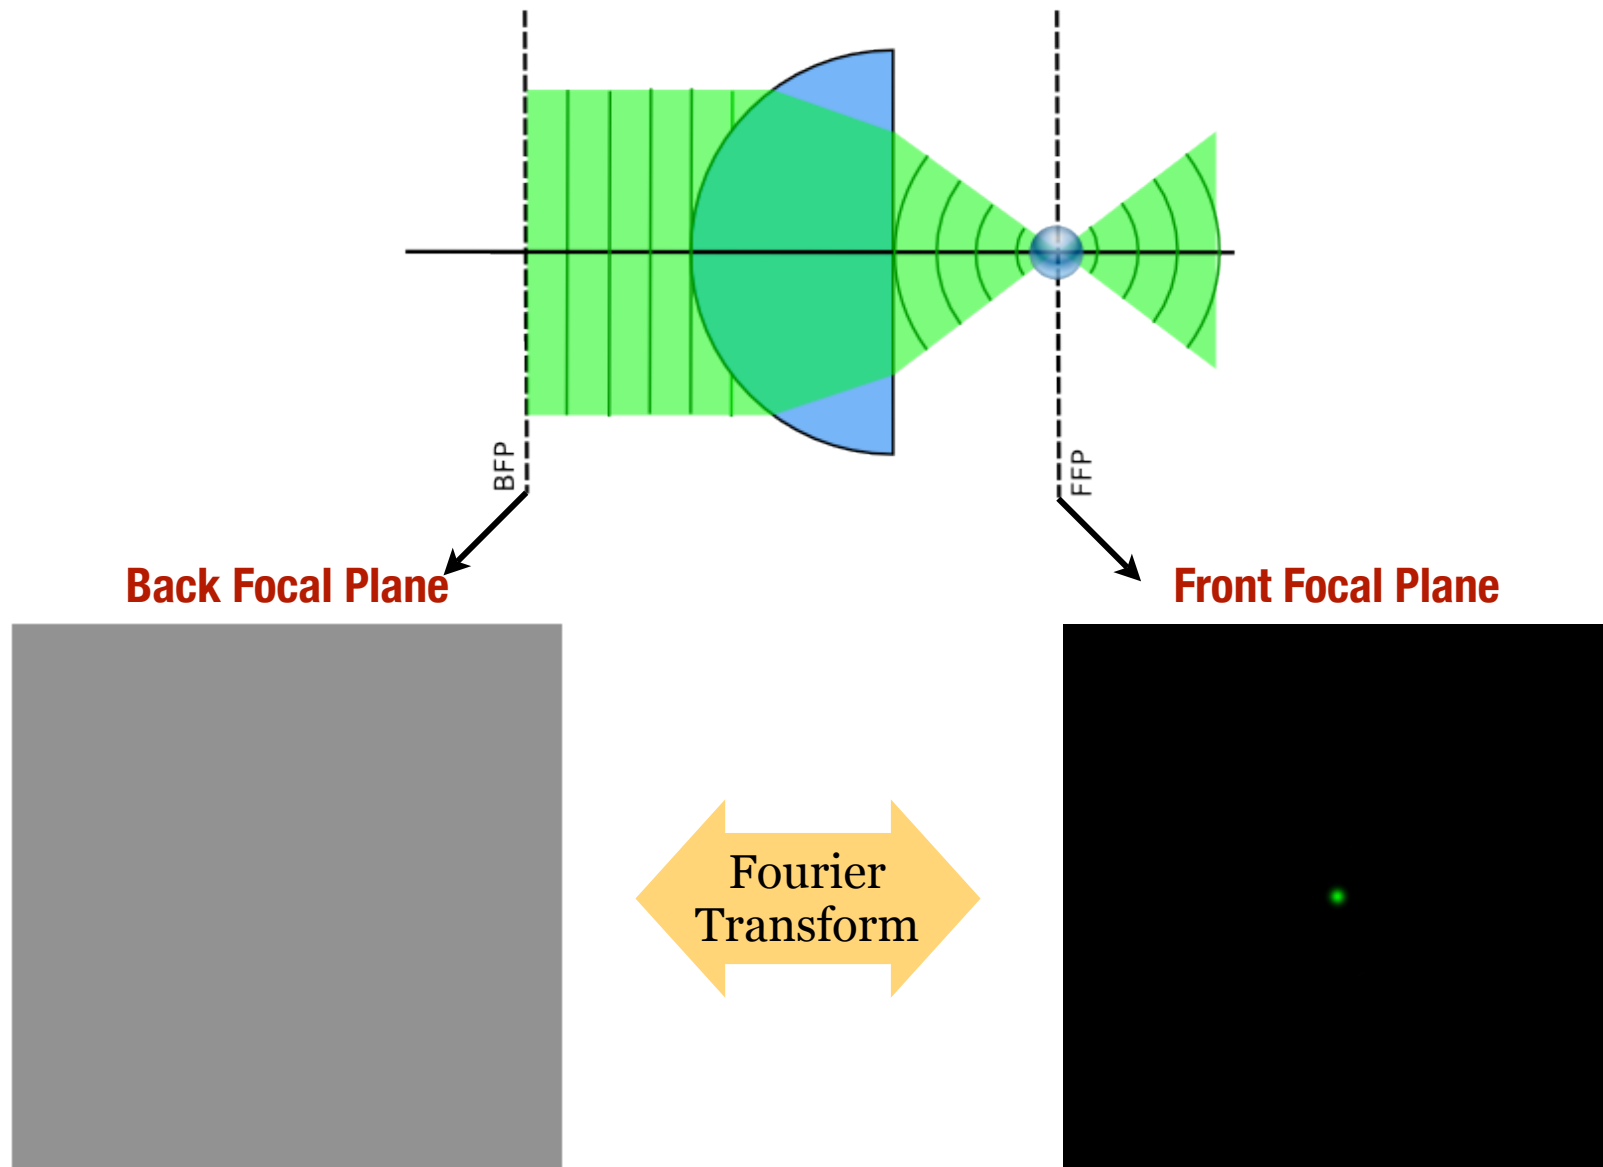 BFP
FFP
Back Focal Plane
Front Focal Plane
Fourier
Transform